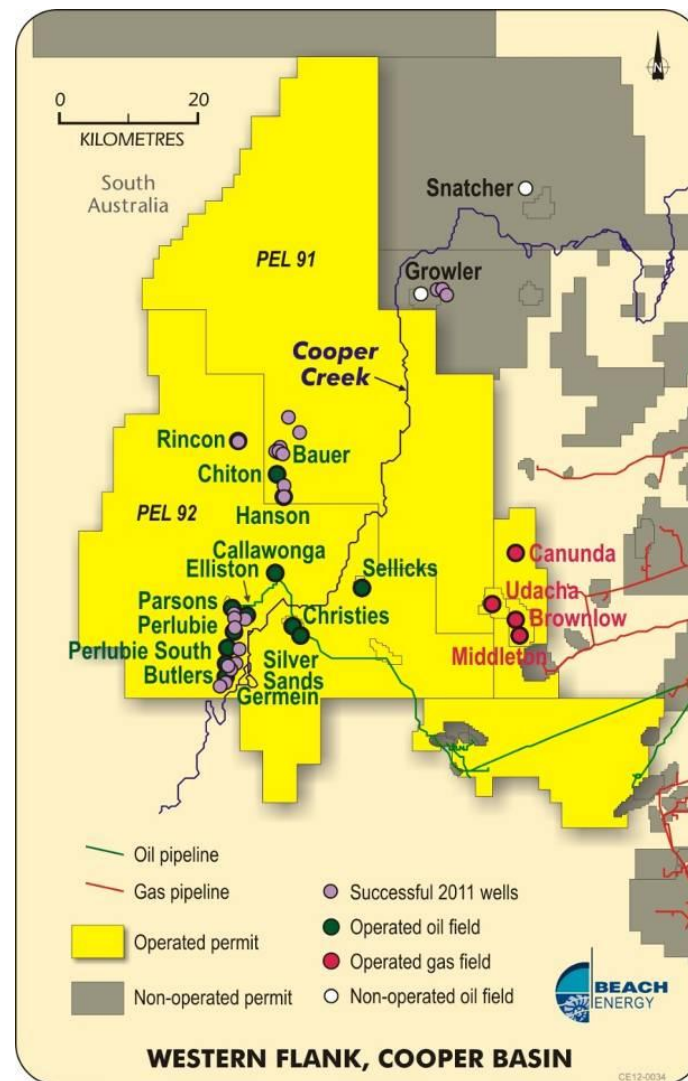 0 20
KILOMETRES
N
South
Australia
Snatcher
PEL 91
Growler
Cooper
Creek
Rincon
Bauer
Chiton
PEL 92
Hanson
Callawonga
Elliston
Sellicks
Canunda
Parsons
Udacha
Perlubie
Christies
Brownlow
Perlubie South
Silver
Sands
Middleton
Butlers
Germein
Oil pipeline
Gas pipeline
Operated permit
Non-operated permit
Successful 2011 wells
Operated oil field
Operated gas field
Non-operated oil field
BEACH
ENERGY
WESTERN FLANK, COOPER BASIN
CE12-0034